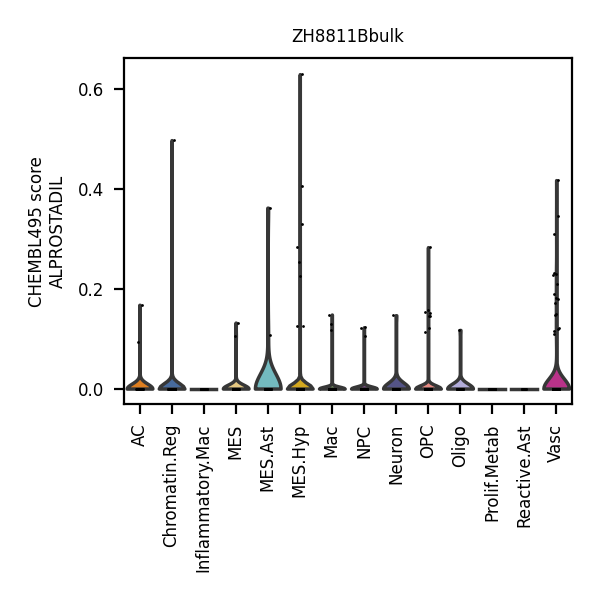 ZH8811Bbulk
CHEMBL495 score
ALPROSTADIL
0.6
0.4
0.2
0.0
AC
Chromatin.Reg
Inflammatory.Mac
MES
MES.Ast
MES.Hyp
Mac
NPC
Neuron
OPC
Oligo
Prolif.Metab
Reactive.Ast
Vasc